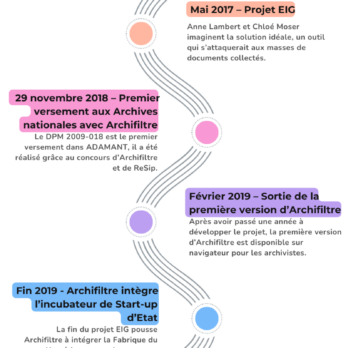 Mai 2017 – Projet EIG
Anne Lambert et Chloé Moser
imaginent la solution idéale, un outil
qui s'attaquerait aux masses de
documents collectés.
29 novembre 2018 – Premier
versement aux Archives
nationales avec Archifiltre
Le DPM 2009-018 est le premier
versement dans ADAMANT, il a été
réalisé grâce au concours d'Archifiltre
et de ReSip.
Février 2019 – Sortie de la
première version d'Archifiltre
Après avoir passé une année à
développer le projet, la première version
d'Archifiltre est disponible sur
navigateur pour les archivistes.
Fin 2019 - Archifiltre intègre
l'incubateur de Start-up
d'Etat
La fin du projet EIG pousse
Archifiltre à intégrer la Fabrique du